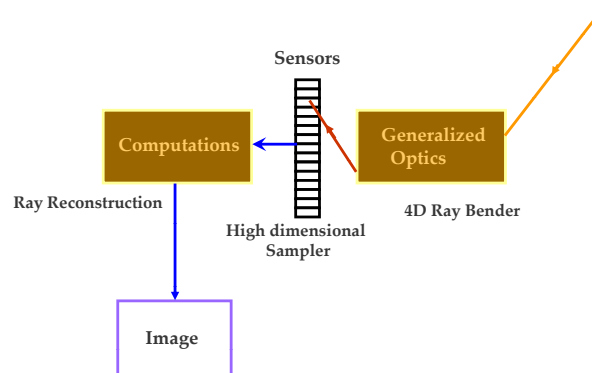 Sensors
Generalized
Optics
Computations
Ray Reconstruction
4D Ray Bender
High dimensional
Sampler
Image